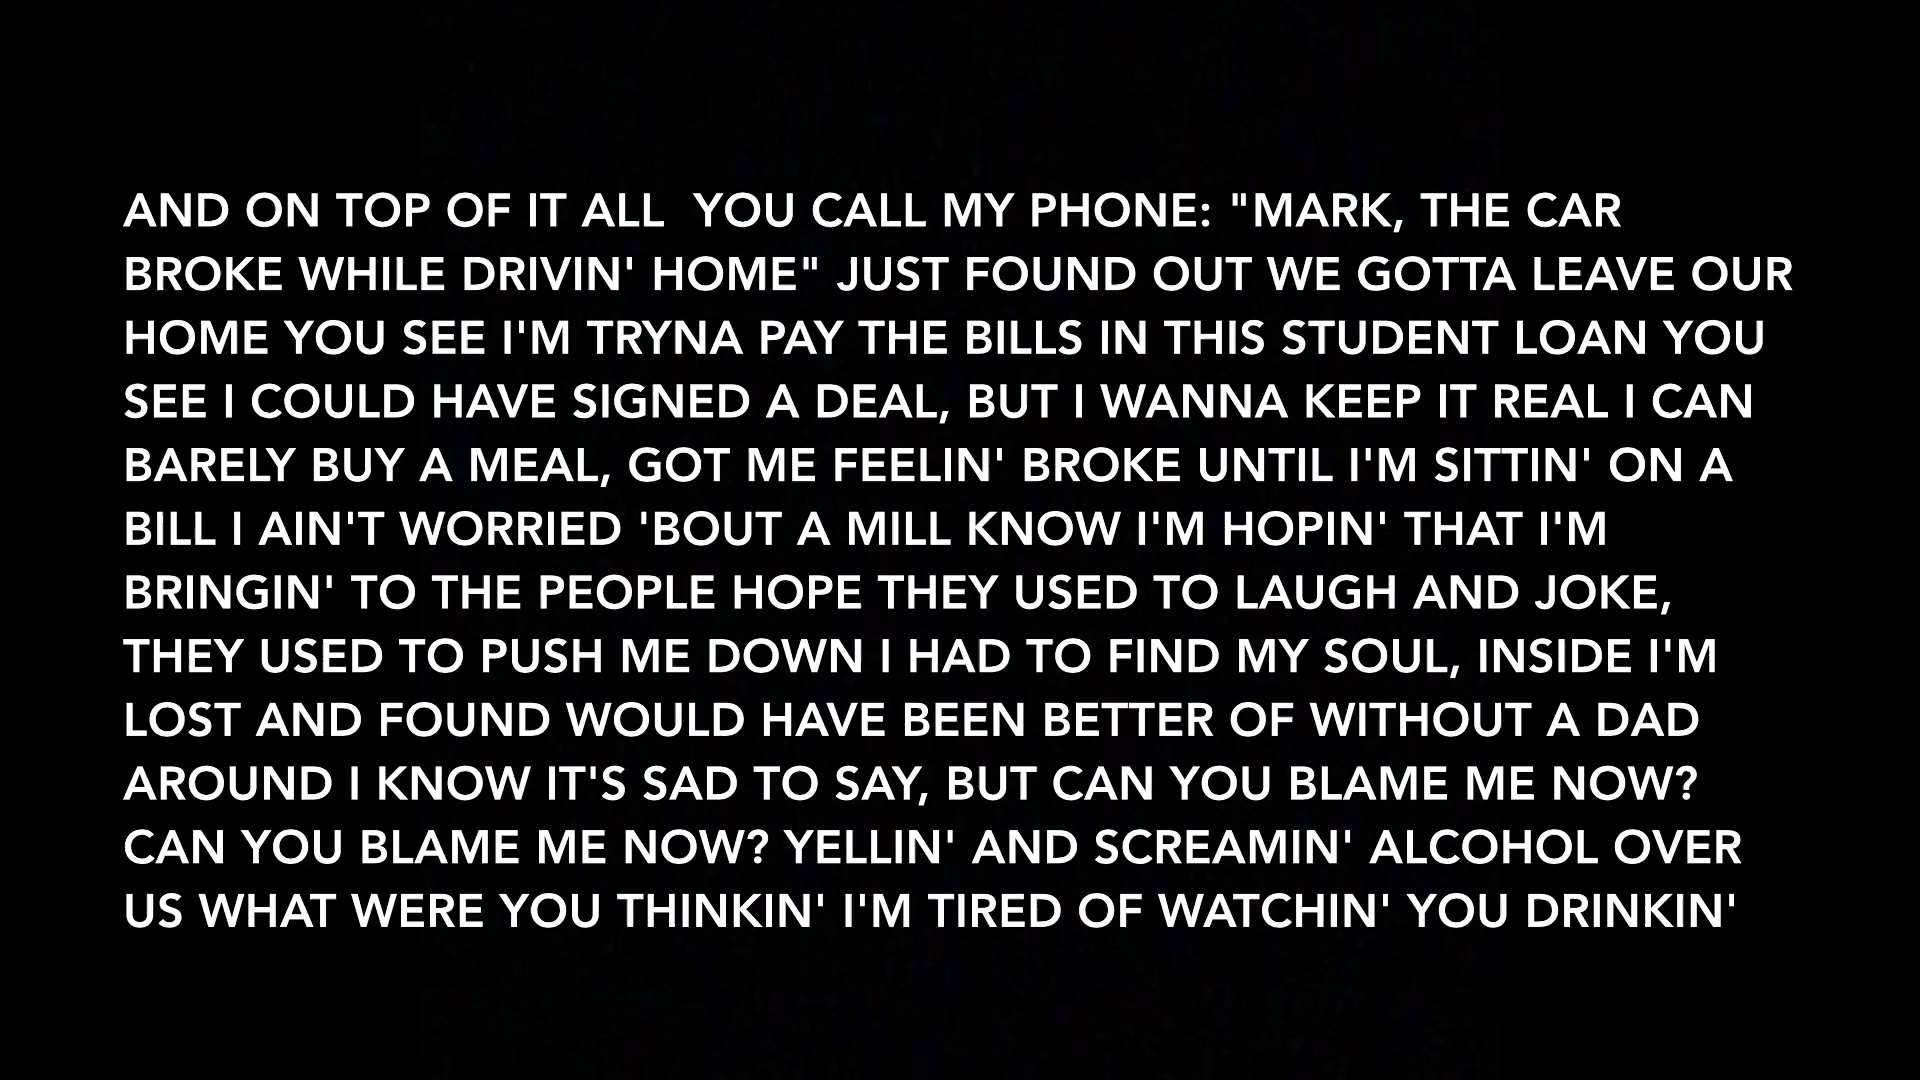 AND ON TOP OF IT ALL  YOU CALL MY PHONE: "MARK, THE CAR
BROKE WHILE DRIVIN' HOME" JUST FOUND OUT WE GOTTA LEAVE OUR
HOME YOU SEE I'M TRYNA PAY THE BILLS IN THIS STUDENT LOAN YOU
SEE I COULD HAVE SIGNED A DEAL, BUT I WANNA KEEP IT REAL I CAN
BARELY BUY A MEAL, GOT ME FEELIN' BROKE UNTIL I'M SITTIN' ON A
BILL I AIN'T WORRIED 'BOUT A MILL KNOW I'M HOPIN' THAT I'M
BRINGIN' TO THE PEOPLE HOPE THEY USED TO LAUGH AND JOKE,
THEY USED TO PUSH ME DOWN I HAD TO FIND MY SOUL, INSIDE I'M
LOST AND FOUND WOULD HAVE BEEN BETTER OF WITHOUT A DAD
AROUND I KNOW IT'S SAD TO SAY, BUT CAN YOU BLAME ME NOW?
CAN YOU BLAME ME NOW? YELLIN' AND SCREAMIN' ALCOHOL OVER
US WHAT WERE YOU THINKIN' I'M TIRED OF WATCHIN' YOU DRINKIN'